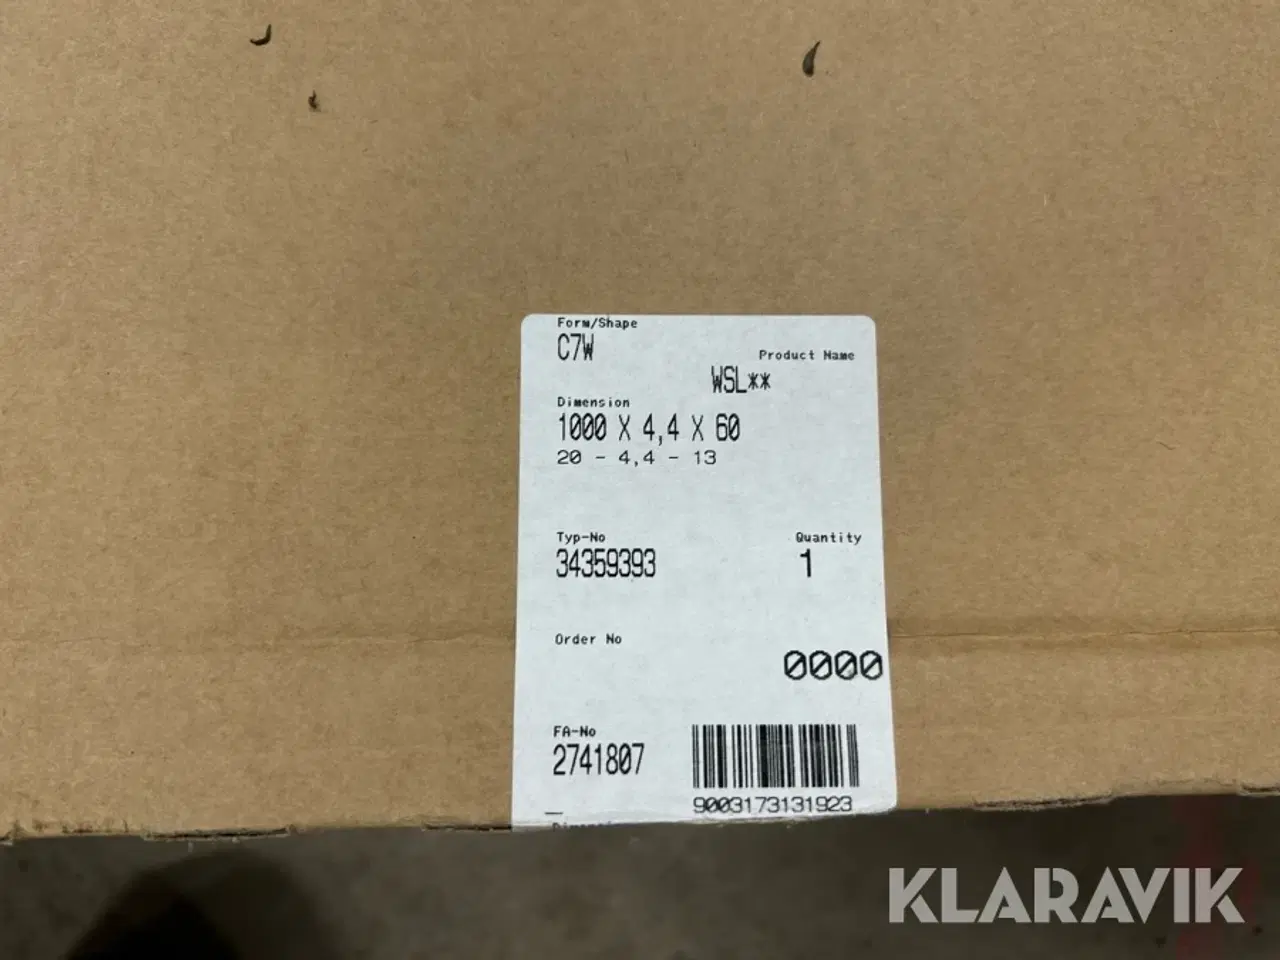 Form/Shape
C7W
Product Name
WSL**
Dimension
1000 X 4,4 X 60
20 - 4,4 - 13
Typ-No
34359393
Quantity
1
Order No
0000
FA-No
2741807
9003173131923
KLARAVIK